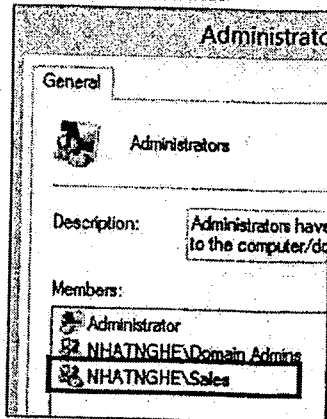 Administrato
General
Administrators
Description:
Administrators have
to the computer/do
Members:
Administrator
NHATNGHE\Domain Admins
NHATNGHE\Sales